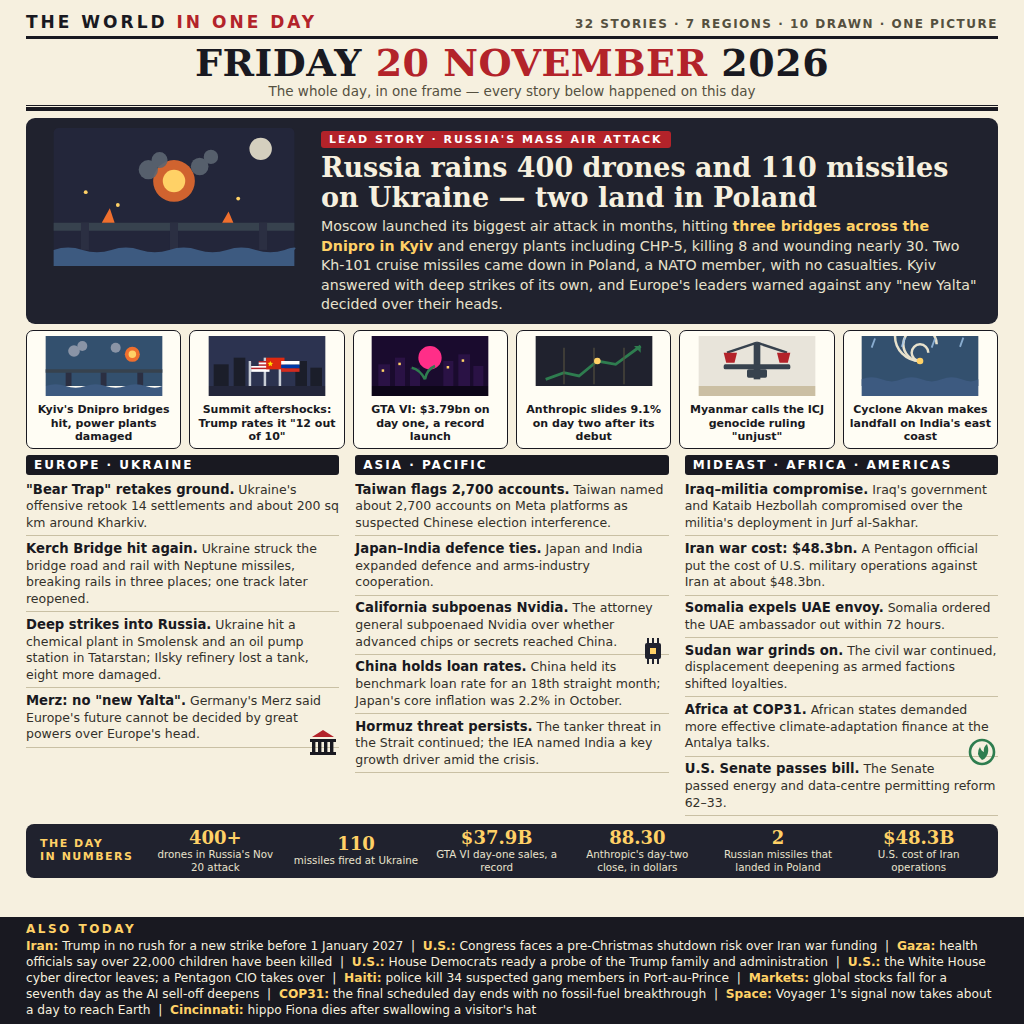 THE WORLD IN ONE DAY
32 STORIES · 7 REGIONS · 10 DRAWN · ONE PICTURE
FRIDAY 20 NOVEMBER 2026
The whole day, in one frame — every story below happened on this day
LEAD STORY · RUSSIA'S MASS AIR ATTACK
Russia rains 400 drones and 110 missiles
on Ukraine — two land in Poland
Moscow launched its biggest air attack in months, hitting three bridges across the
Dnipro in Kyiv and energy plants including CHP-5, killing 8 and wounding nearly 30. Two
Kh-101 cruise missiles came down in Poland, a NATO member, with no casualties. Kyiv
answered with deep strikes of its own, and Europe's leaders warned against any "new Yalta"
decided over their heads.
Kyiv's Dnipro bridges
hit, power plants
damaged
Summit aftershocks:
Trump rates it "12 out
of 10"
GTA VI: $3.79bn on
day one, a record
launch
Anthropic slides 9.1%
on day two after its
debut
Myanmar calls the ICJ
genocide ruling
"unjust"
Cyclone Akvan makes
landfall on India's east
coast
EUROPE · UKRAINE
"Bear Trap" retakes ground. Ukraine's
offensive retook 14 settlements and about 200 sq
km around Kharkiv.
Kerch Bridge hit again. Ukraine struck the
bridge road and rail with Neptune missiles,
breaking rails in three places; one track later
reopened.
Deep strikes into Russia. Ukraine hit a
chemical plant in Smolensk and an oil pump
station in Tatarstan; Ilsky refinery lost a tank,
eight more damaged.
Merz: no "new Yalta". Germany's Merz said
Europe's future cannot be decided by great
powers over Europe's head.
ASIA · PACIFIC
Taiwan flags 2,700 accounts. Taiwan named
about 2,700 accounts on Meta platforms as
suspected Chinese election interference.
Japan–India defence ties. Japan and India
expanded defence and arms-industry
cooperation.
California subpoenas Nvidia. The attorney
general subpoenaed Nvidia over whether
advanced chips or secrets reached China.
China holds loan rates. China held its
benchmark loan rate for an 18th straight month;
Japan's core inflation was 2.2% in October.
Hormuz threat persists. The tanker threat in
the Strait continued; the IEA named India a key
growth driver amid the crisis.
MIDEAST · AFRICA · AMERICAS
Iraq–militia compromise. Iraq's government
and Kataib Hezbollah compromised over the
militia's deployment in Jurf al-Sakhar.
Iran war cost: $48.3bn. A Pentagon official
put the cost of U.S. military operations against
Iran at about $48.3bn.
Somalia expels UAE envoy. Somalia ordered
the UAE ambassador out within 72 hours.
Sudan war grinds on. The civil war continued,
displacement deepening as armed factions
shifted loyalties.
Africa at COP31. African states demanded
more effective climate-adaptation finance at the
Antalya talks.
U.S. Senate passes bill. The Senate
passed energy and data-centre permitting reform
62–33.
THE DAY
IN NUMBERS
400+
drones in Russia's Nov
20 attack
110
missiles fired at Ukraine
$37.9B
GTA VI day-one sales, a
record
88.30
Anthropic's day-two
close, in dollars
2
Russian missiles that
landed in Poland
$48.3B
U.S. cost of Iran
operations
ALSO TODAY
Iran: Trump in no rush for a new strike before 1 January 2027 | U.S.: Congress faces a pre-Christmas shutdown risk over Iran war funding | Gaza: health
officials say over 22,000 children have been killed | U.S.: House Democrats ready a probe of the Trump family and administration | U.S.: the White House
cyber director leaves; a Pentagon CIO takes over | Haiti: police kill 34 suspected gang members in Port-au-Prince | Markets: global stocks fall for a
seventh day as the AI sell-off deepens | COP31: the final scheduled day ends with no fossil-fuel breakthrough | Space: Voyager 1's signal now takes about
a day to reach Earth | Cincinnati: hippo Fiona dies after swallowing a visitor's hat